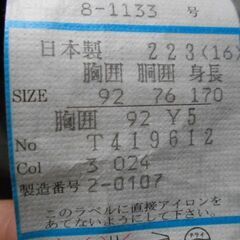 8-1133 号
日本製 223(16)
胸囲 胴囲 身長
SIZE 92 76 170
胸囲 92 Y5
No T419612
Col 3 024
製造番号 2-0107
このラベルに直接アイロンを
あてないようにして下さい